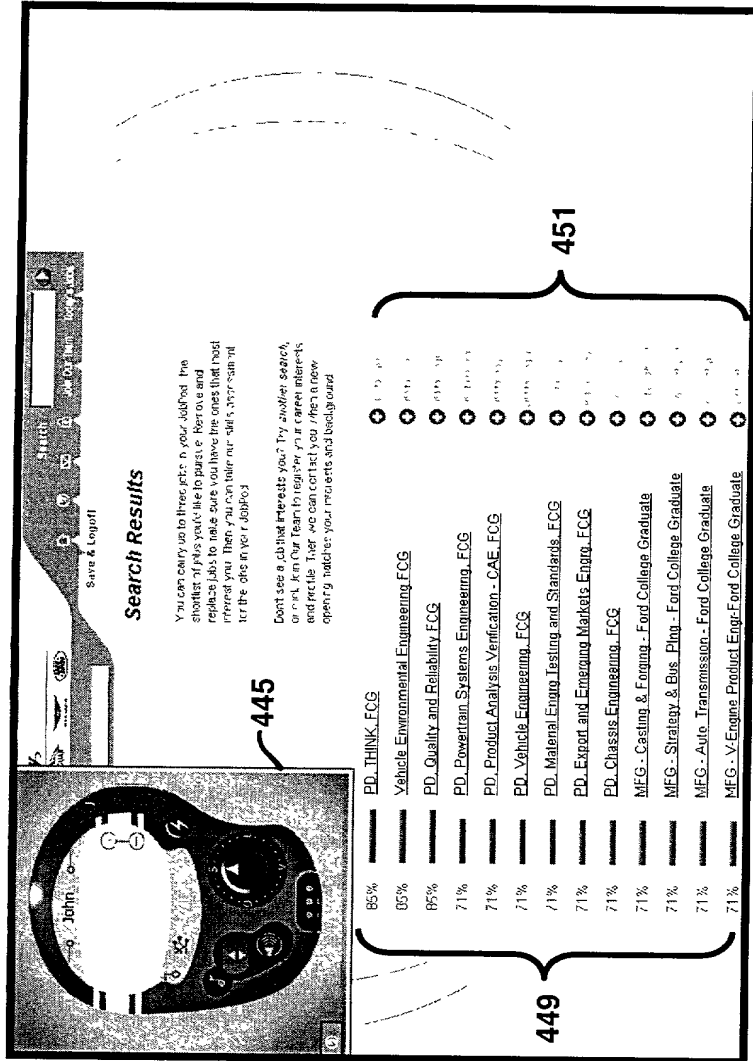 Search
Join Our Team
Save & Logoff
John
445
Search Results
You can carry up to three jobs in your JobPod, the
shortlist of jobs you'd like to pursue. Remove and
replace jobs to make sure you have the ones that most
interest you. Then you can take our skills assessment
for the jobs in your JobPod
Don't see a job that interests you? Try another search,
or click Join Our Team to register your career interests
and profile. Then we can contact you when a new
opening matches your interests and background
449
451
85% PD, THINK, FCG
85% Vehicle Environmental Engineering FCG
85% PD, Quality and Reliability FCG
71% PD, Powertrain Systems Engineering, FCG
71% PD, Product Analysis Verification - CAE, FCG
71% PD, Vehicle Engineering, FCG
71% PD, Material Engrg Testing and Standards, FCG
71% PD, Export and Emerging Markets Engrg, FCG
71% PD, Chassis Engineering, FCG
71% MFG - Casting & Forging - Ford College Graduate
71% MFG - Strategy & Bus. Plng - Ford College Graduate
71% MFG - Auto Transmission - Ford College Graduate
71% MFG - V-Engine Product Engr-Ford College Graduate